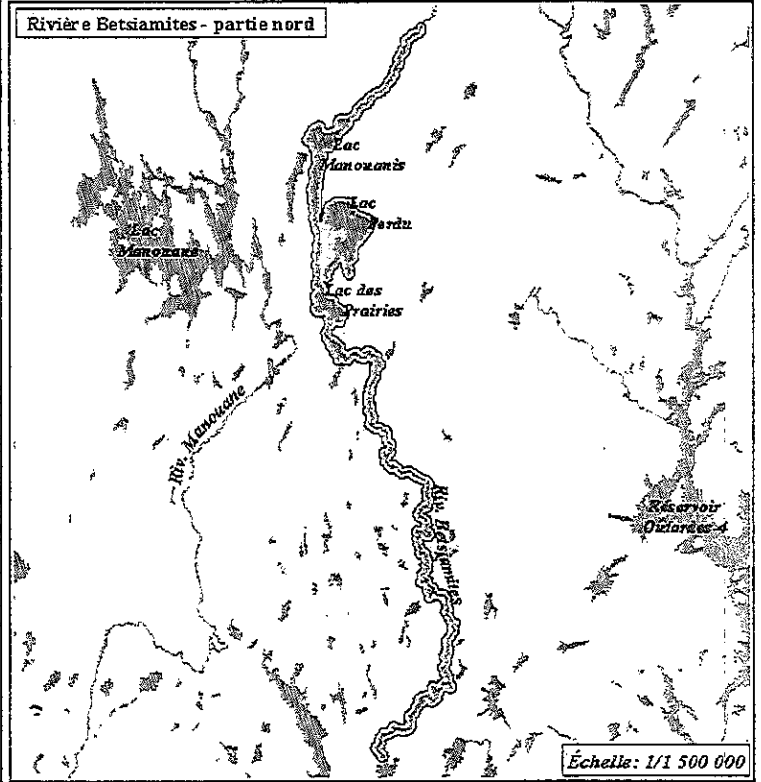 Rivière Betsiamites - partie nord
Lac
Manouanis
Lac
Perdu
Lac
Manouane
Lac des
Prairies
Riv. Manouane
Riv. Betsiamites
Réservoir
Outardes 4
Échelle: 1/1 500 000